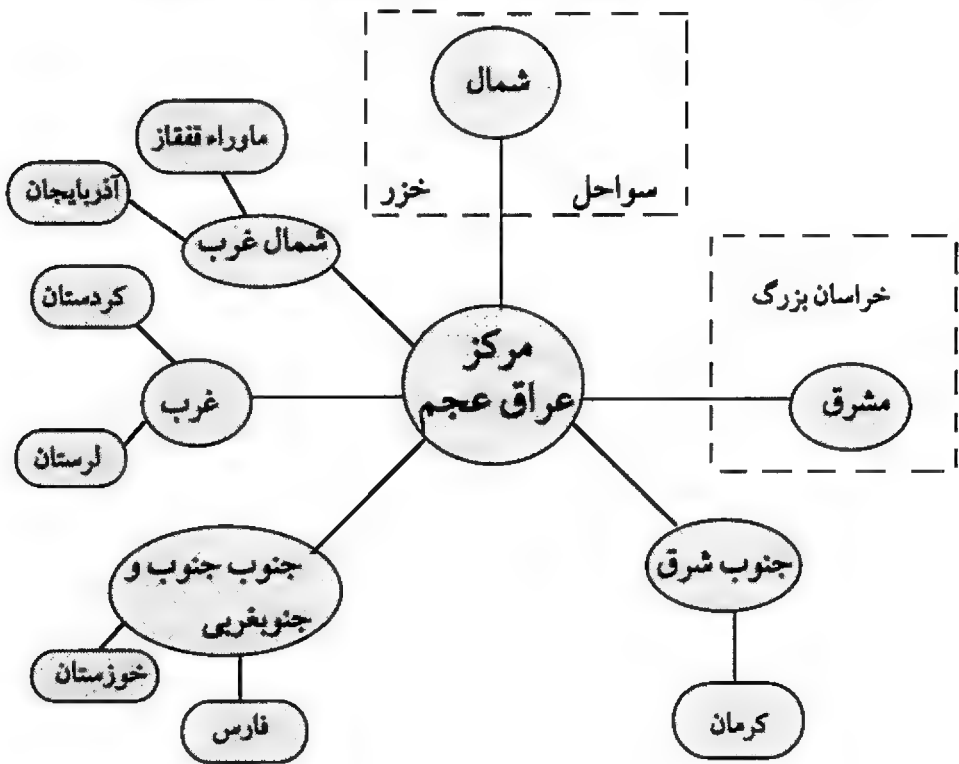 شمال
سواحل
خزر
ماوراء قفقاز
آذربایجان
شمال غرب
خراسان بزرگ
کردستان
مرکز
عراق عجم
مشرق
غرب
لرستان
جنوب شرق
جنوب جنوب و
جنوبغربی
خوزستان
فارس
کرمان